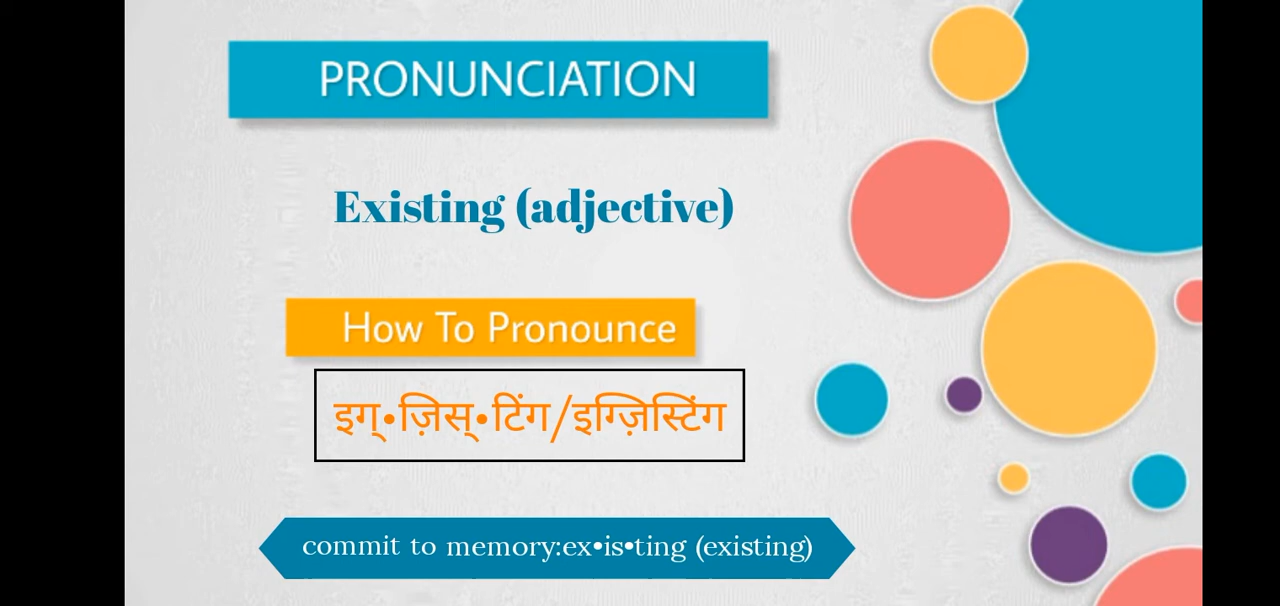 PRONUNCIATION
Existing (adjective)
How To Pronounce
इग्•ज़िस्•टिंग/इग्ज़िस्टिंग
commit to memory:ex•is•ting (existing)